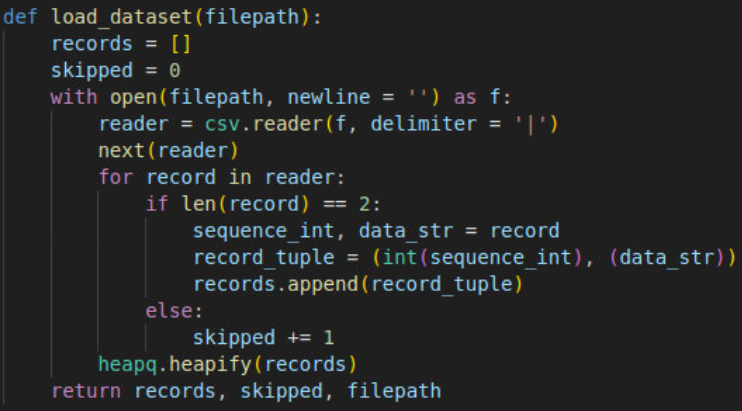 def load_dataset(filepath):
    records = []
    skipped = 0
    with open(filepath, newline = '') as f:
        reader = csv.reader(f, delimiter = '|')
        next(reader)
        for record in reader:
            if len(record) == 2:
                sequence_int, data_str = record
                record_tuple = (int(sequence_int), (data_str))
                records.append(record_tuple)
            else:
                skipped += 1
        heapq.heapify(records)
    return records, skipped, filepath